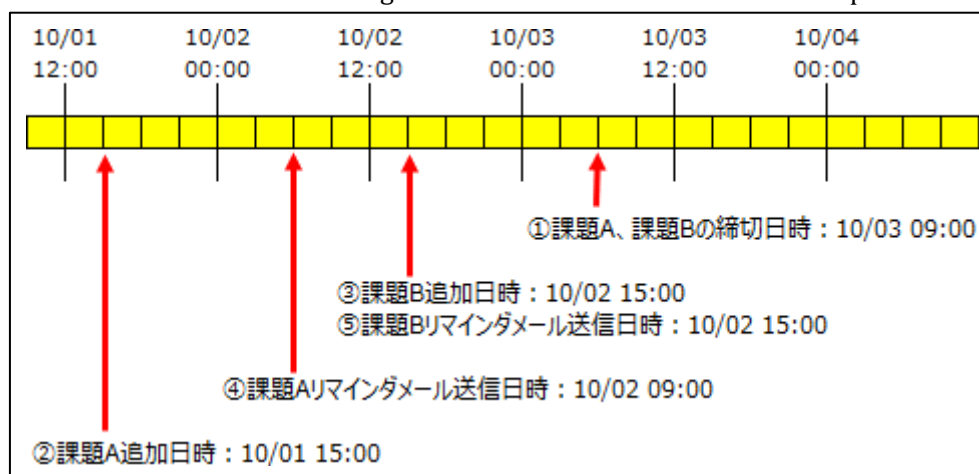 10/01 10/02 10/02 10/03 10/03 10/04
12:00 00:00 12:00 00:00 12:00 00:00
①課題A、課題Bの締切日時：10/03 09:00
③課題B追加日時：10/02 15:00
⑤課題Bリマインダメール送信日時：10/02 15:00
④課題Aリマインダメール送信日時：10/02 09:00
②課題A追加日時：10/01 15:00